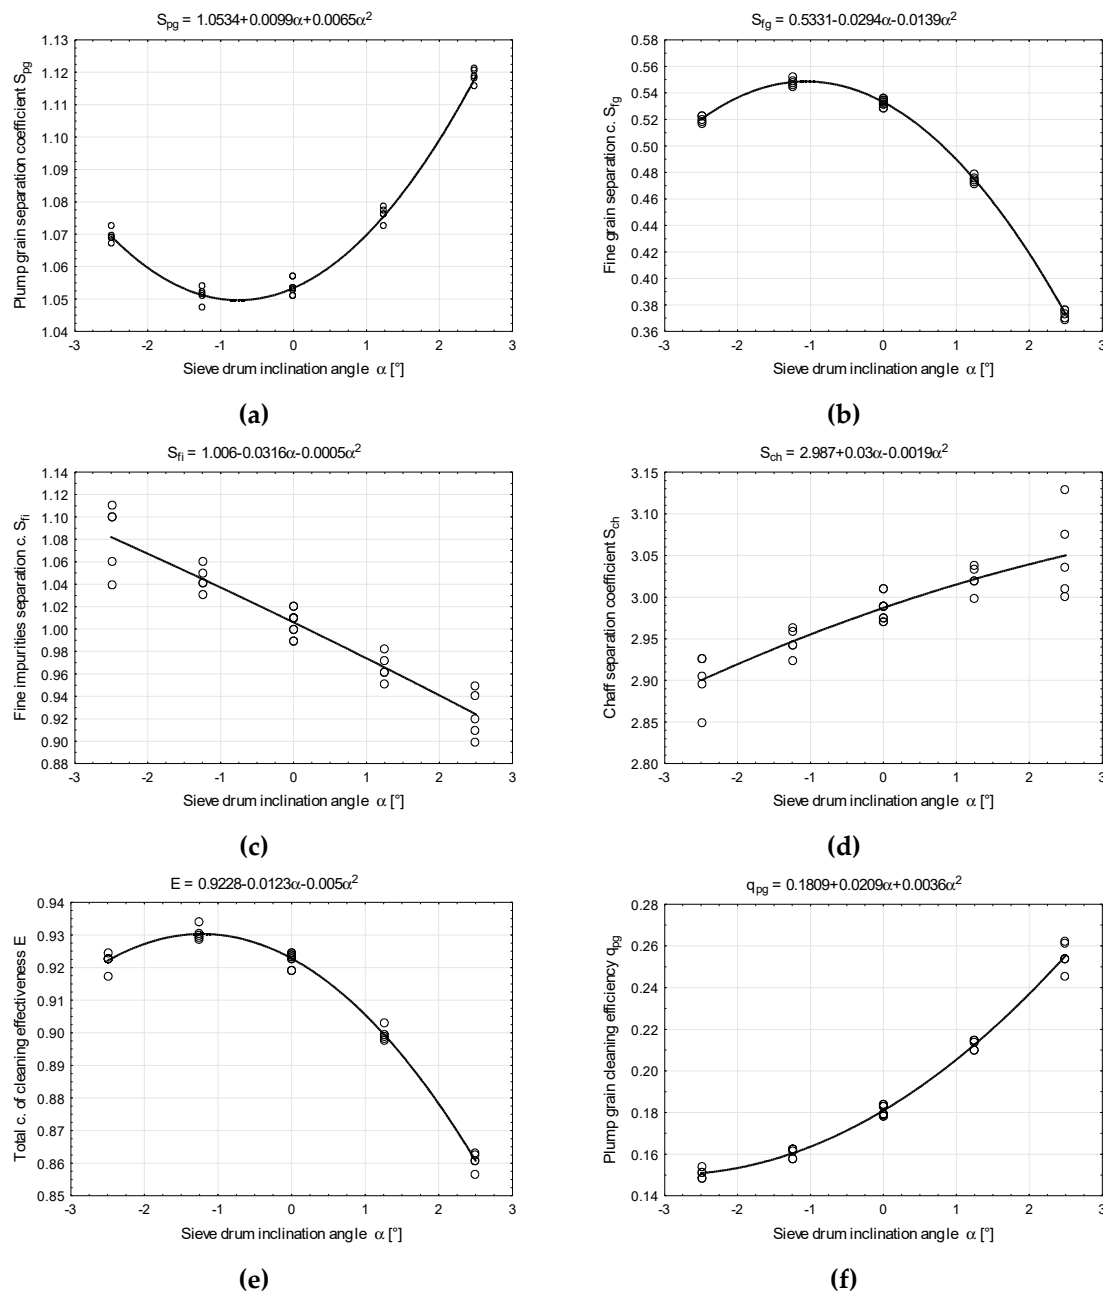 S_pg = 1.0534+0.0099α+0.0065α²
Plump grain separation coefficient S_pg
1.13
1.12
1.11
1.10
1.09
1.08
1.07
1.06
1.05
1.04
-3 -2 -1 0 1 2 3
Sieve drum inclination angle α [°]
(a)
S_fg = 0.5331-0.0294α-0.0139α²
Fine grain separation c. S_fg
0.58
0.56
0.54
0.52
0.50
0.48
0.46
0.44
0.42
0.40
0.38
0.36
-3 -2 -1 0 1 2 3
Sieve drum inclination angle α [°]
(b)
S_fi = 1.006-0.0316α-0.0005α²
Fine impurities separation c. S_fi
1.14
1.12
1.10
1.08
1.06
1.04
1.02
1.00
0.98
0.96
0.94
0.92
0.90
0.88
-3 -2 -1 0 1 2 3
Sieve drum inclination angle α [°]
(c)
S_ch = 2.987+0.03α-0.0019α²
Chaff separation coefficient S_ch
3.15
3.10
3.05
3.00
2.95
2.90
2.85
2.80
-3 -2 -1 0 1 2 3
Sieve drum inclination angle α [°]
(d)
E = 0.9228-0.0123α-0.005α²
Total c. of cleaning effectiveness E
0.94
0.93
0.92
0.91
0.90
0.89
0.88
0.87
0.86
0.85
-3 -2 -1 0 1 2 3
Sieve drum inclination angle α [°]
(e)
q_pg = 0.1809+0.0209α+0.0036α²
Plump grain cleaning efficiency q_pg
0.28
0.26
0.24
0.22
0.20
0.18
0.16
0.14
-3 -2 -1 0 1 2 3
Sieve drum inclination angle α [°]
(f)